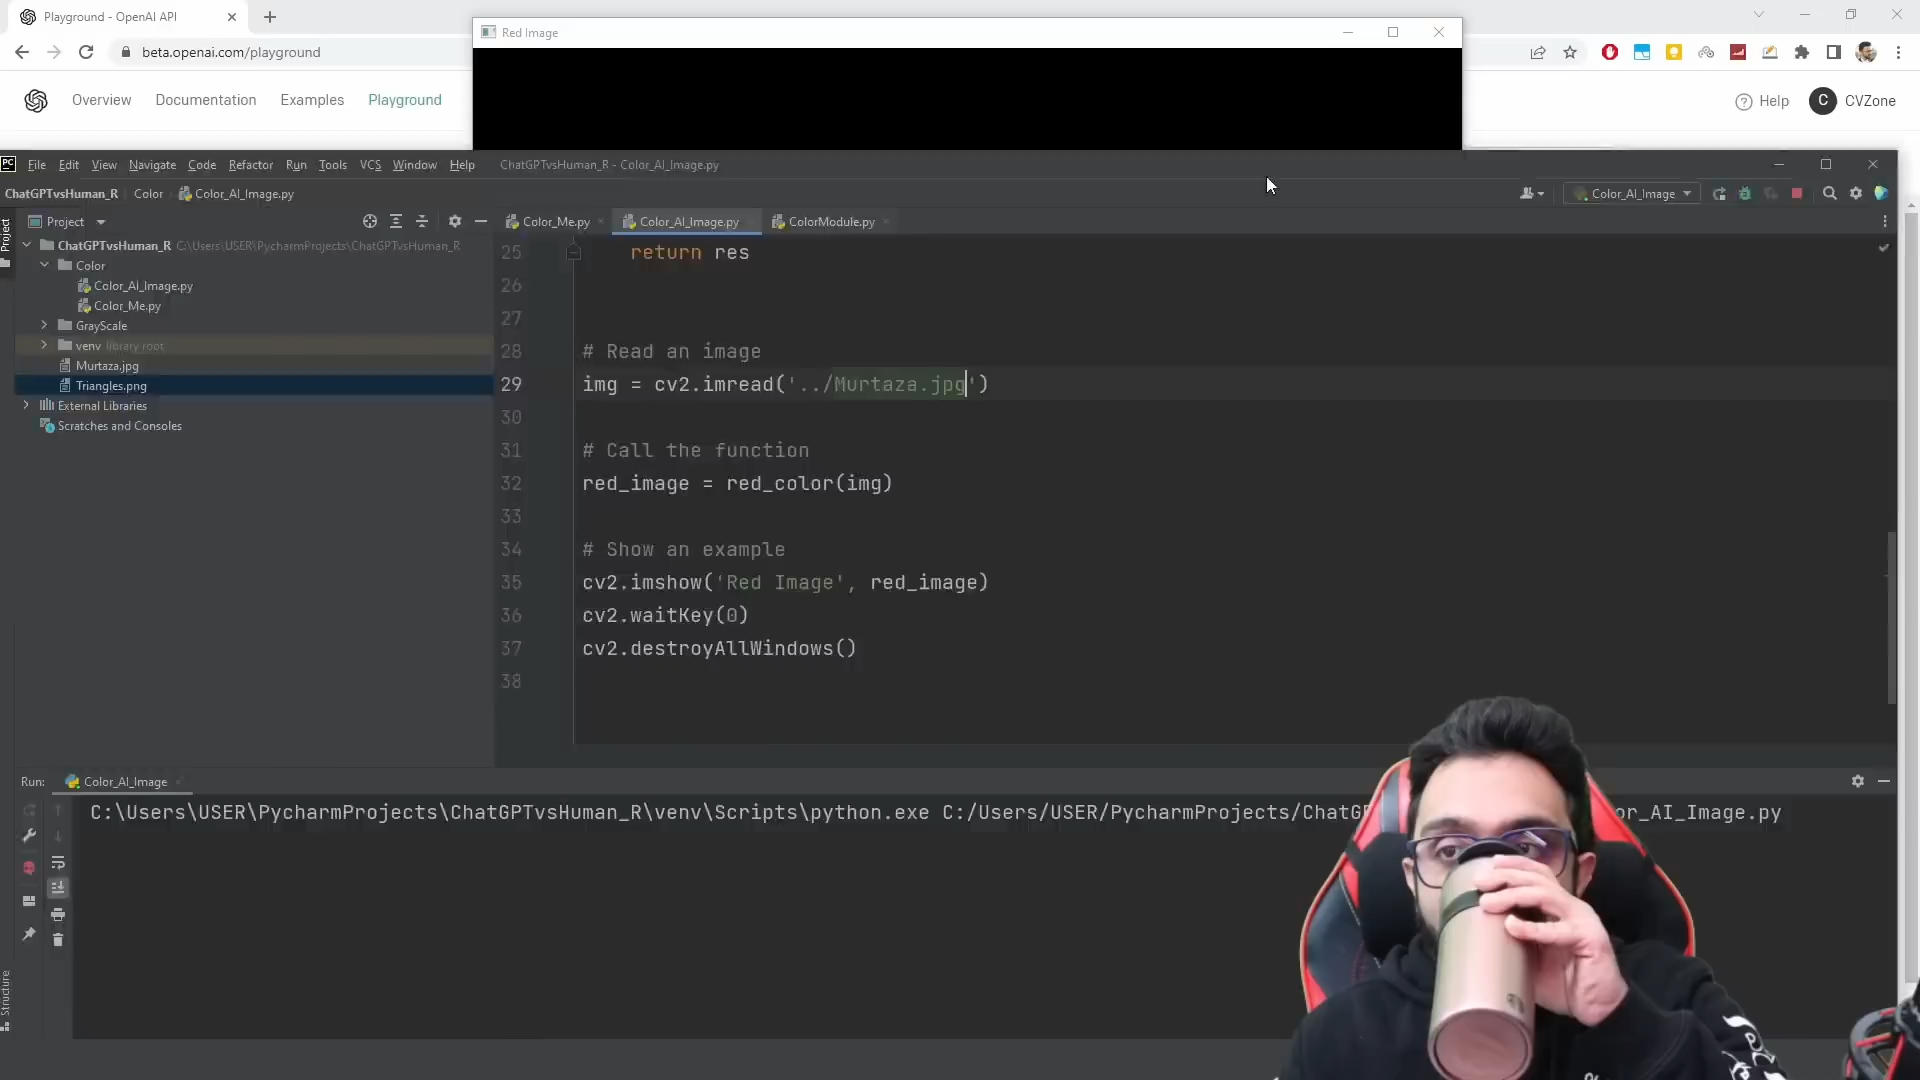 Playground - OpenAI API
beta.openai.com/playground
Overview Documentation Examples Playground
Help C CVZone
Red Image
PC File Edit View Navigate Code Refactor Run Tools VCS Window Help ChatGPTvsHuman_R - Color_AI_Image.py
ChatGPTvsHuman_R Color Color_AI_Image.py
Color_AI_Image
Project
Project
Color_Me.py Color_AI_Image.py ColorModule.py
ChatGPTvsHuman_R C:\Users\USER\PycharmProjects\ChatGPTvsHuman_R
Color
Color_AI_Image.py
Color_Me.py
GrayScale
venv library root
Murtaza.jpg
Triangles.png
External Libraries
Scratches and Consoles
25 return res
26
27
28 # Read an image
29 img = cv2.imread('../Murtaza.jpg')
30
31 # Call the function
32 red_image = red_color(img)
33
34 # Show an example
35 cv2.imshow('Red Image', red_image)
36 cv2.waitKey(0)
37 cv2.destroyAllWindows()
38
Run: Color_AI_Image
C:\Users\USER\PycharmProjects\ChatGPTvsHuman_R\venv\Scripts\python.exe C:/Users/USER/PycharmProjects/ChatGP or_AI_Image.py
Structure